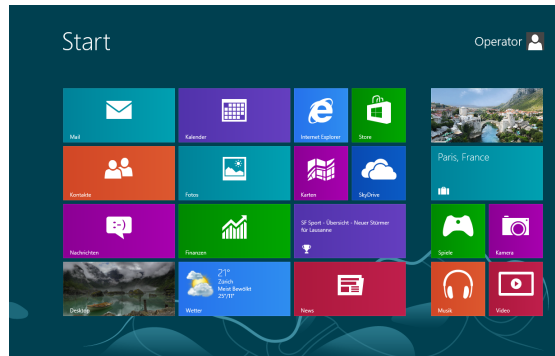 Start
Operator
Mail
Kalender
Internet Explorer
Store
Kontakte
Fotos
Karten
SkyDrive
Paris, France
Nachrichten
Finanzen
SF Sport - Übersicht - Neuer Stürmer
für Lausanne
Spiele
Kamera
Desktop
21°
Zürich
Meist Bewölkt
25°/11°
Wetter
News
Musik
Video